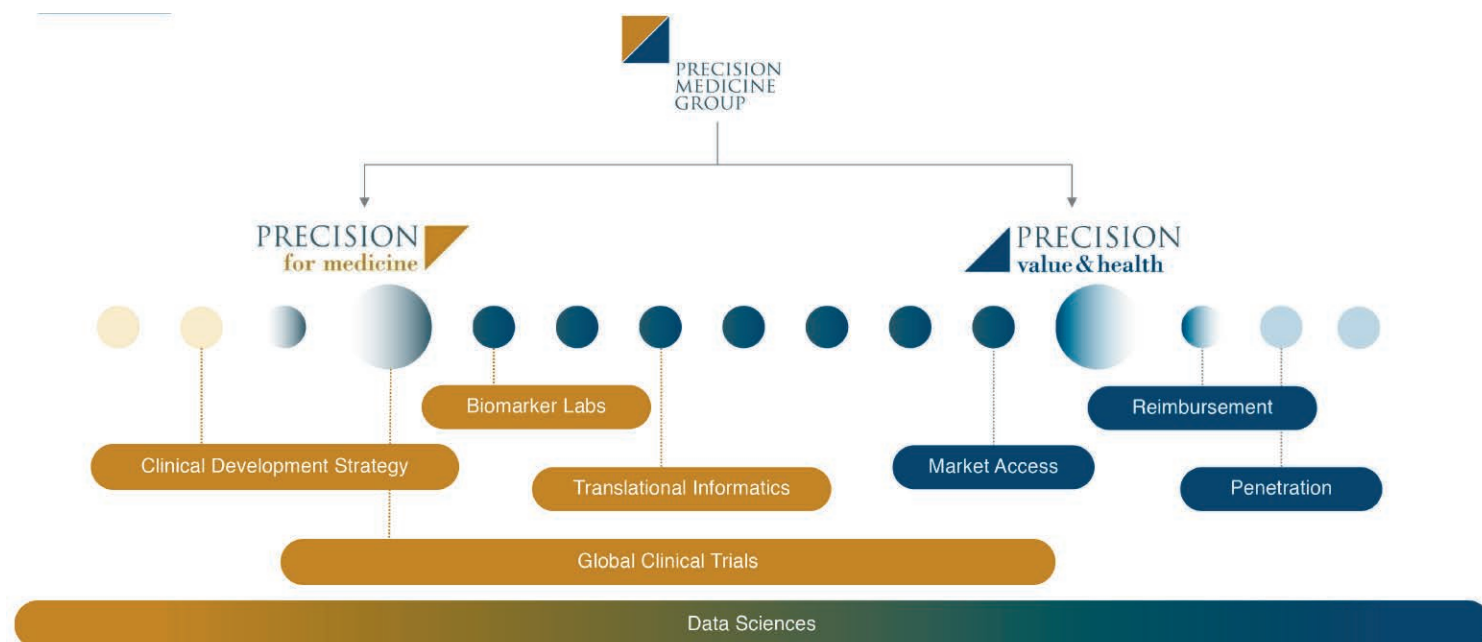 PRECISION
MEDICINE
GROUP
PRECISION
for medicine
PRECISION
value & health
Biomarker Labs
Reimbursement
Clinical Development Strategy
Market Access
Translational Informatics
Penetration
Global Clinical Trials
Data Sciences